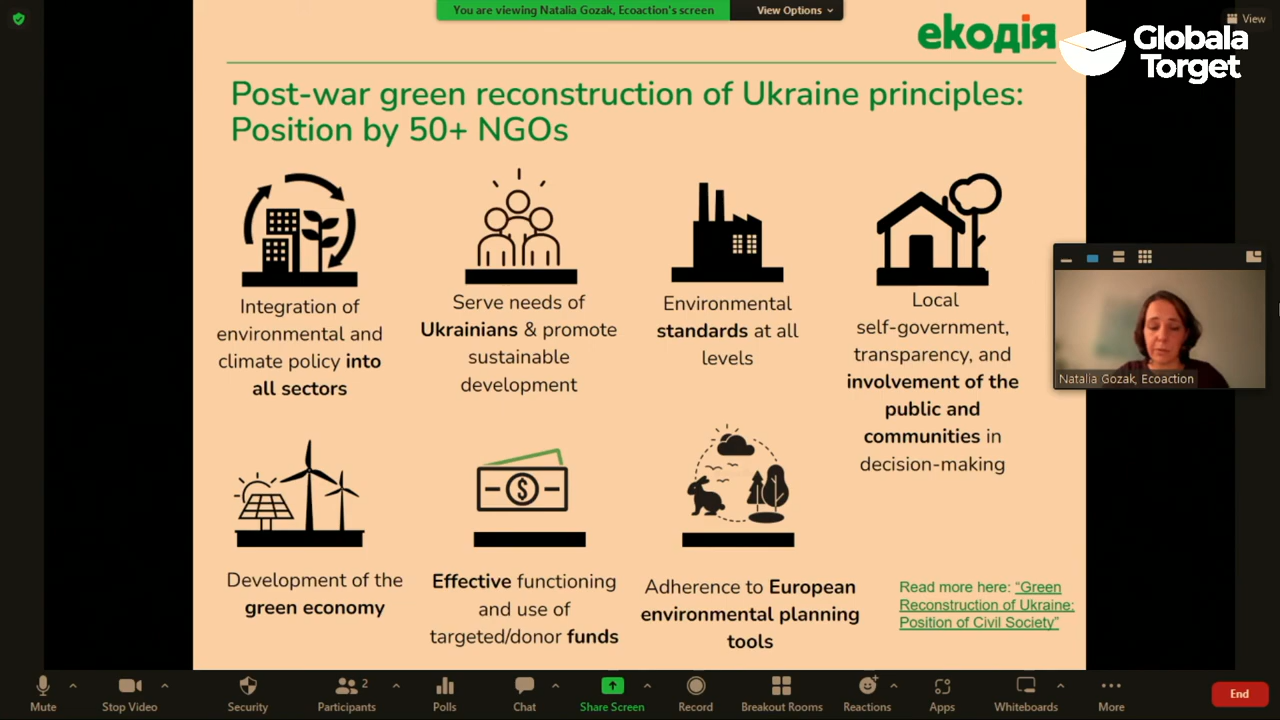 You are viewing Natalia Gozak, Ecoaction's screen
View Options
View
екодія
Globala
Torget
Post-war green reconstruction of Ukraine principles:
Position by 50+ NGOs
Integration of
environmental and
climate policy into
all sectors
Serve needs of
Ukrainians & promote
sustainable
development
Environmental
standards at all
levels
Local
self-government,
transparency, and
involvement of the
public and
communities in
decision-making
Natalia Gozak, Ecoaction
$
Development of the
green economy
Effective functioning
and use of
targeted/donor funds
Adherence to European
environmental planning
tools
Read more here: "Green
Reconstruction of Ukraine:
Position of Civil Society"
Mute
Stop Video
Security
Participants
2
Polls
Chat
Share Screen
Record
Breakout Rooms
Reactions
Apps
Whiteboards
More
End